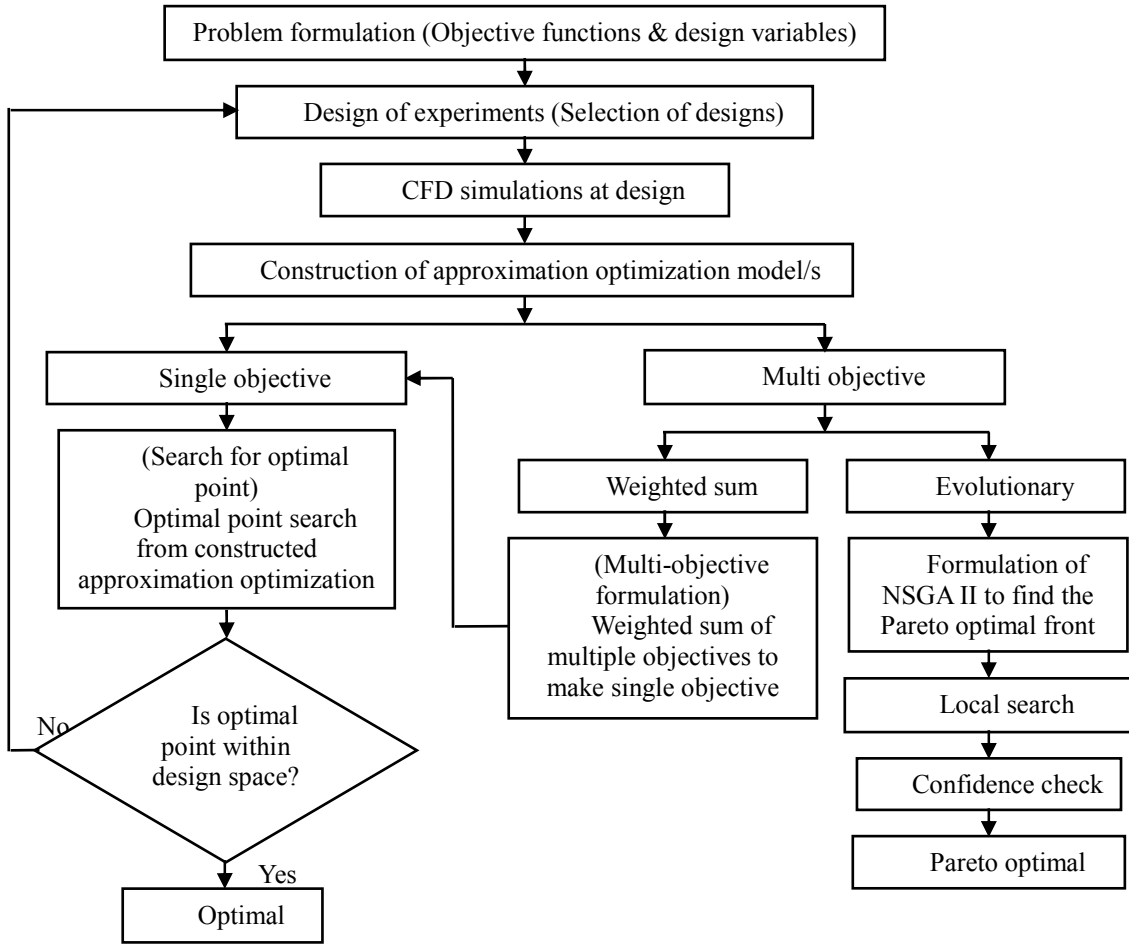 Problem formulation (Objective functions & design variables)
Design of experiments (Selection of designs)
CFD simulations at design
Construction of approximation optimization model/s
Single objective
Multi objective
(Search for optimal
point)
Optimal point search
from constructed
approximation optimization
Weighted sum
Evolutionary
(Multi-objective
formulation)
Weighted sum of
multiple objectives to
make single objective
Formulation of
NSGA II to find the
Pareto optimal front
Local search
Confidence check
Pareto optimal
No
Is optimal
point within
design space?
Yes
Optimal